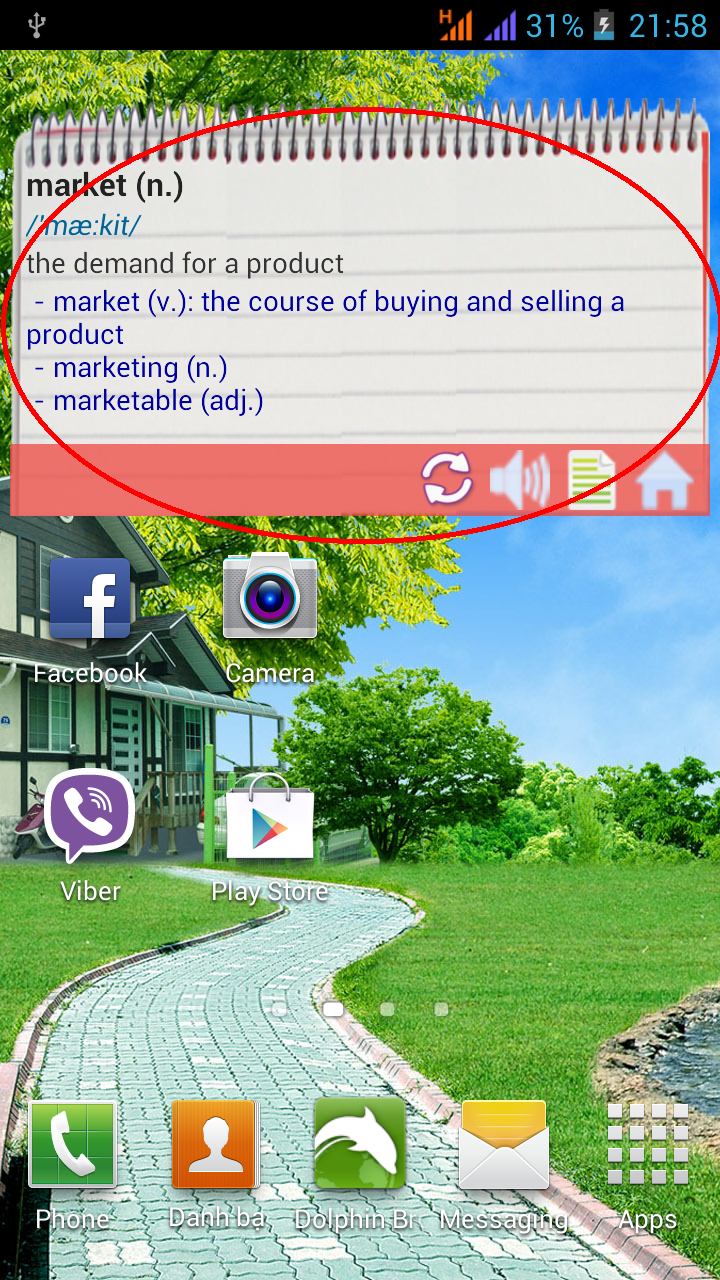 H 31% 21:58
market (n.)
/'mæ:kit/
the demand for a product
- market (v.): the course of buying and selling a
product
- marketing (n.)
- marketable (adj.)
Facebook Camera
Viber Play Store
Phone Danh bạ Dolphin Br Messaging Apps